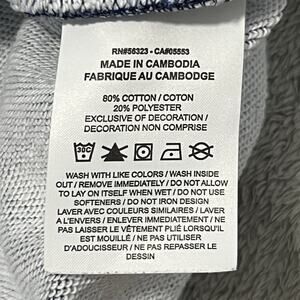 RN#56323 - CA#05553
MADE IN CAMBODIA
FABRIQUE AU CAMBODGE
80% COTTON / COTON
20% POLYESTER
EXCLUSIVE OF DECORATION /
DECORATION NON COMPRISE
30C
WASH WITH LIKE COLORS / WASH INSIDE
OUT / REMOVE IMMEDIATELY / DO NOT ALLOW
TO LAY ON ITSELF WHEN WET / DO NOT USE
SOFTENERS / DO NOT IRON DESIGN
LAVER AVEC COULEURS SIMILAIRES / LAVER
A L'ENVERS / ENLEVER IMMEDIATEMENT / NE
PAS LAISSER LE VÊTEMENT PLIÉ LORSQU'IL
EST MOUILLÉ / NE PAS UTILISER
D'ADOUCISSEUR / NE PAS REPASSER LE
DESSIN